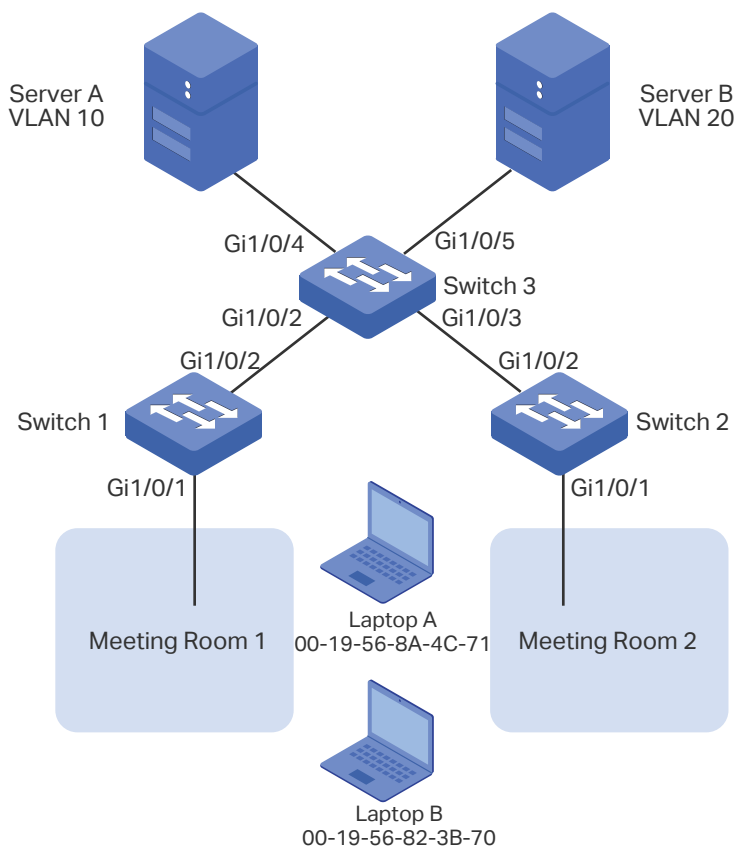 Server A
VLAN 10
Server B
VLAN 20
Gi1/0/4
Gi1/0/5
Switch 3
Gi1/0/2
Gi1/0/3
Gi1/0/2
Gi1/0/2
Switch 1
Switch 2
Gi1/0/1
Gi1/0/1
Laptop A
00-19-56-8A-4C-71
Meeting Room 1
Meeting Room 2
Laptop B
00-19-56-82-3B-70